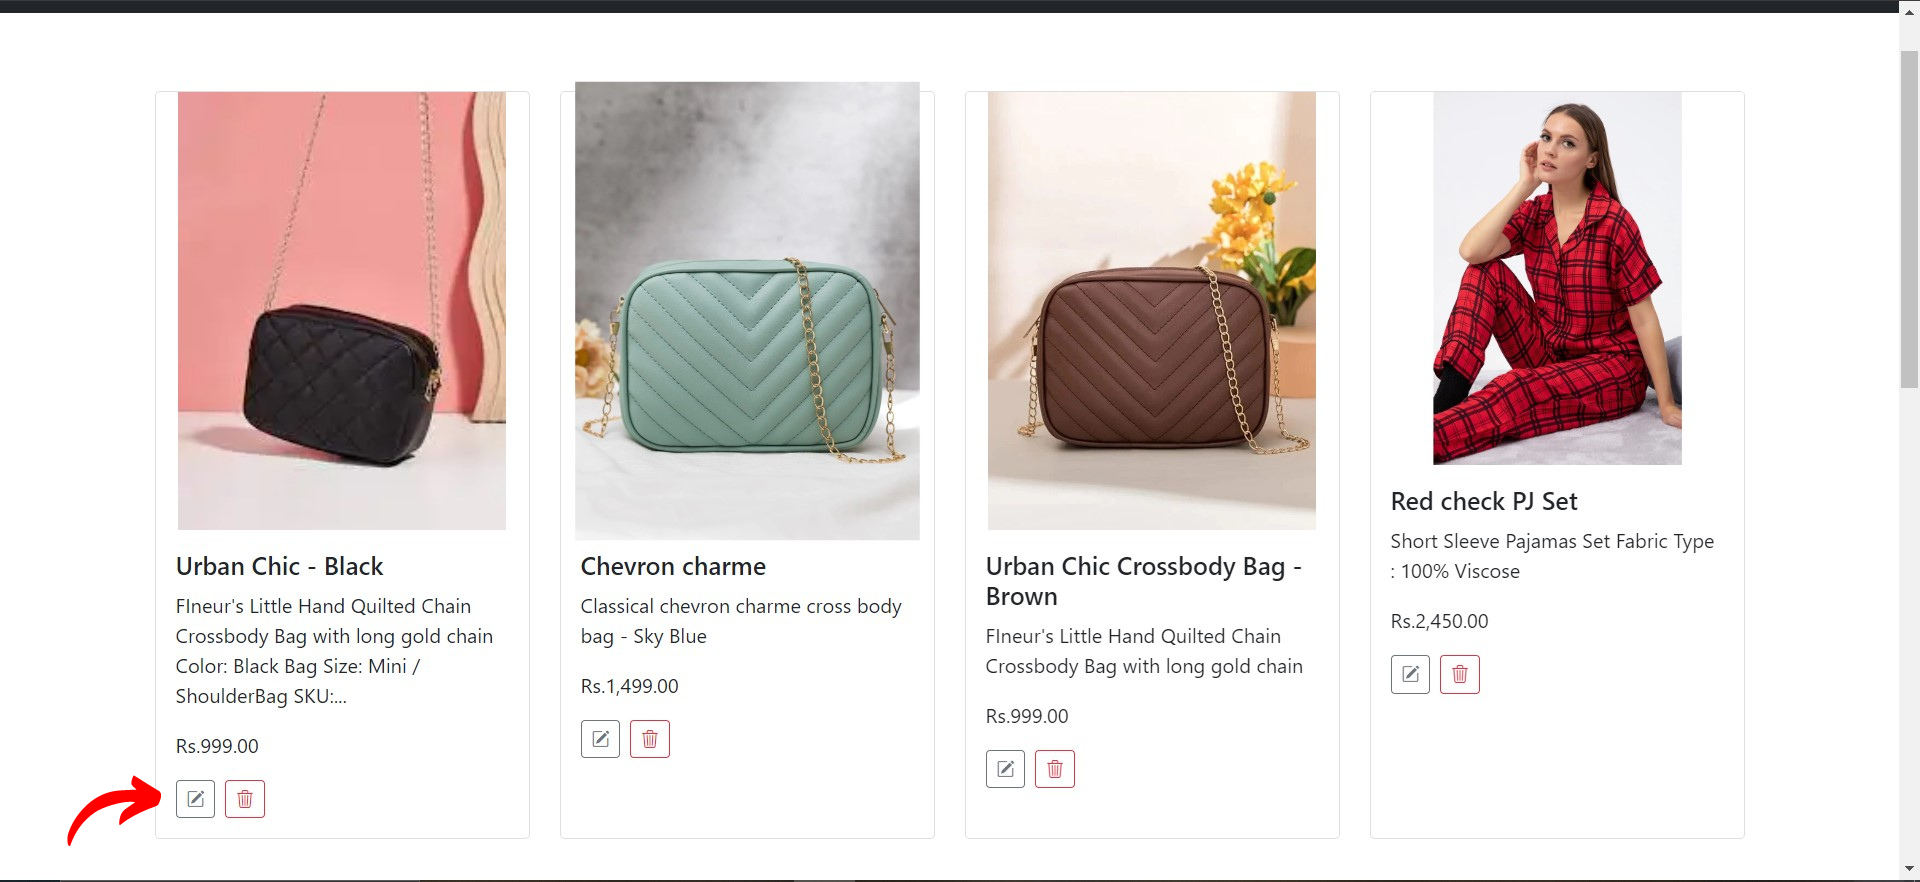 Urban Chic - Black
FIneur's Little Hand Quilted Chain
Crossbody Bag with long gold chain
Color: Black Bag Size: Mini /
ShoulderBag SKU:...
Rs.999.00
Chevron charme
Classical chevron charme cross body
bag - Sky Blue
Rs.1,499.00
Urban Chic Crossbody Bag -
Brown
FIneur's Little Hand Quilted Chain
Crossbody Bag with long gold chain
Rs.999.00
Red check PJ Set
Short Sleeve Pajamas Set Fabric Type
: 100% Viscose
Rs.2,450.00